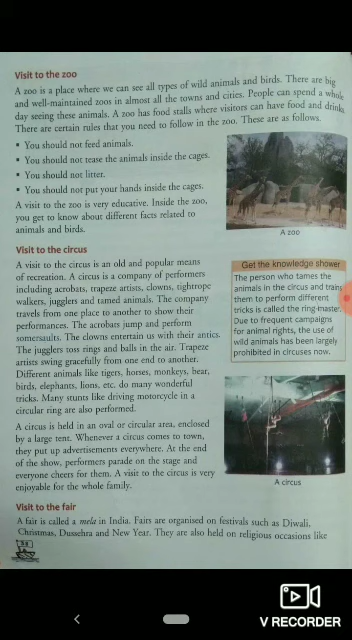 Visit to the zoo
A zoo is a place where we can see all types of wild animals and birds. There are big
and well-maintained zoos in almost all the towns and cities. People can spend a whole
day seeing these animals. A zoo has food stalls where visitors can have food and drinks.
There are certain rules that you need to follow in the zoo. These are as follows.
▪ You should not feed animals.
▪ You should not tease the animals inside the cages.
▪ You should not litter.
▪ You should not put your hands inside the cages.
A visit to the zoo is very educative. Inside the zoo,
you get to know about different facts related to
animals and birds.
A zoo
Visit to the circus
A visit to the circus is an old and popular means
of recreation. A circus is a company of performers
including acrobats, trapeze artists, clowns, tightrope
walkers, jugglers and tamed animals. The company
travels from one place to another to show their
performances. The acrobats jump and perform
somersaults. The clowns entertain us with their antics.
The jugglers toss rings and balls in the air. Trapeze
artists swing gracefully from one end to another.
Different animals like tigers, horses, monkeys, bear,
birds, elephants, lions, etc. do many wonderful
tricks. Many stunts like driving motorcycle in a
circular ring are also performed.
Get the knowledge shower
The person who tames the
animals in the circus and trains
them to perform different
tricks is called the ring-master.
Due to frequent campaigns
for animal rights, the use of
wild animals has been largely
prohibited in circuses now.
A circus is held in an oval or circular area, enclosed
by a large tent. Whenever a circus comes to town,
they put up advertisements everywhere. At the end
of the show, performers parade on the stage and
everyone cheers for them. A visit to the circus is very
enjoyable for the whole family.
A circus
Visit to the fair
A fair is called a mela in India. Fairs are organised on festivals such as Diwali,
Christmas, Dussehra and New Year. They are also held on religious occasions like
V RECORDER